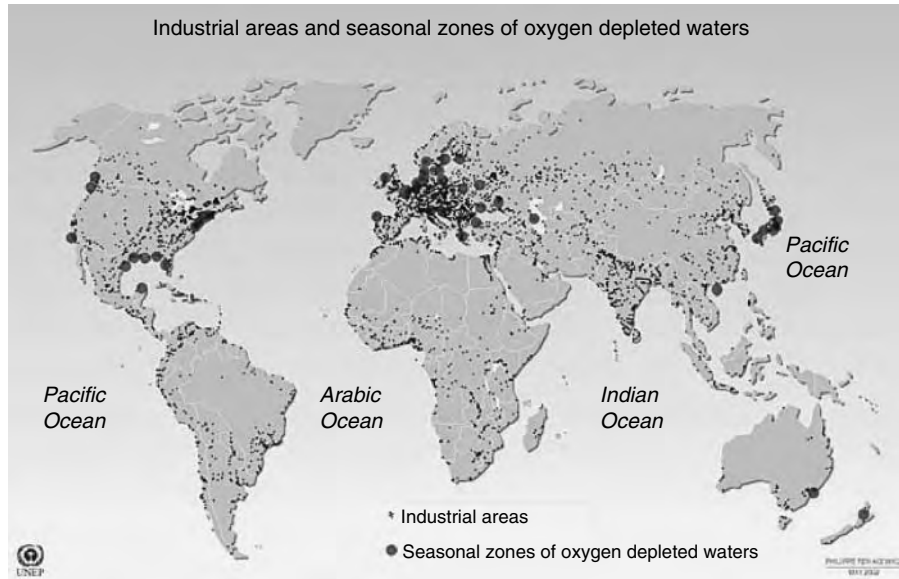 Industrial areas and seasonal zones of oxygen depleted waters
Pacific
Ocean
Pacific
Ocean
Arabic
Ocean
Indian
Ocean
Industrial areas
Seasonal zones of oxygen depleted waters
UNEP